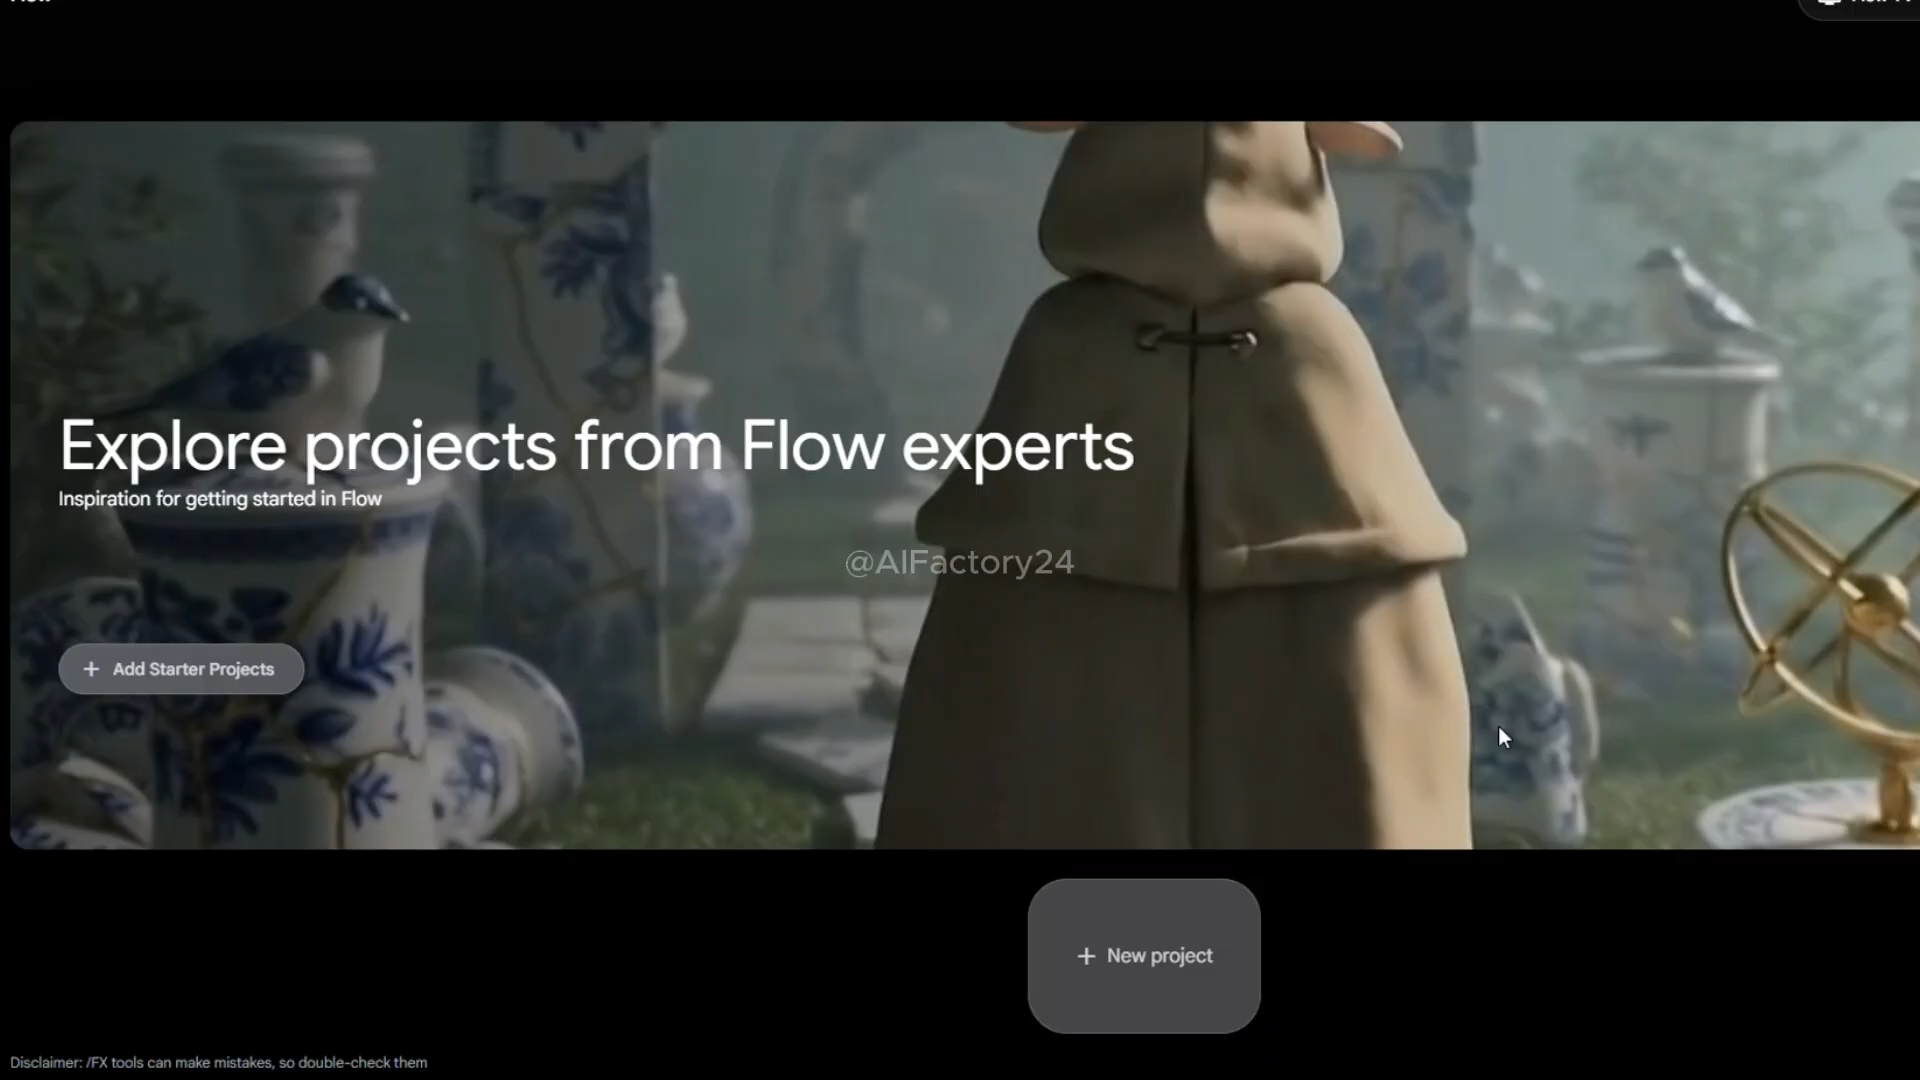 Explore projects from Flow experts
Inspiration for getting started in Flow
@AIFactory24
+ Add Starter Projects
+ New project
Disclaimer: /FX tools can make mistakes, so double-check them